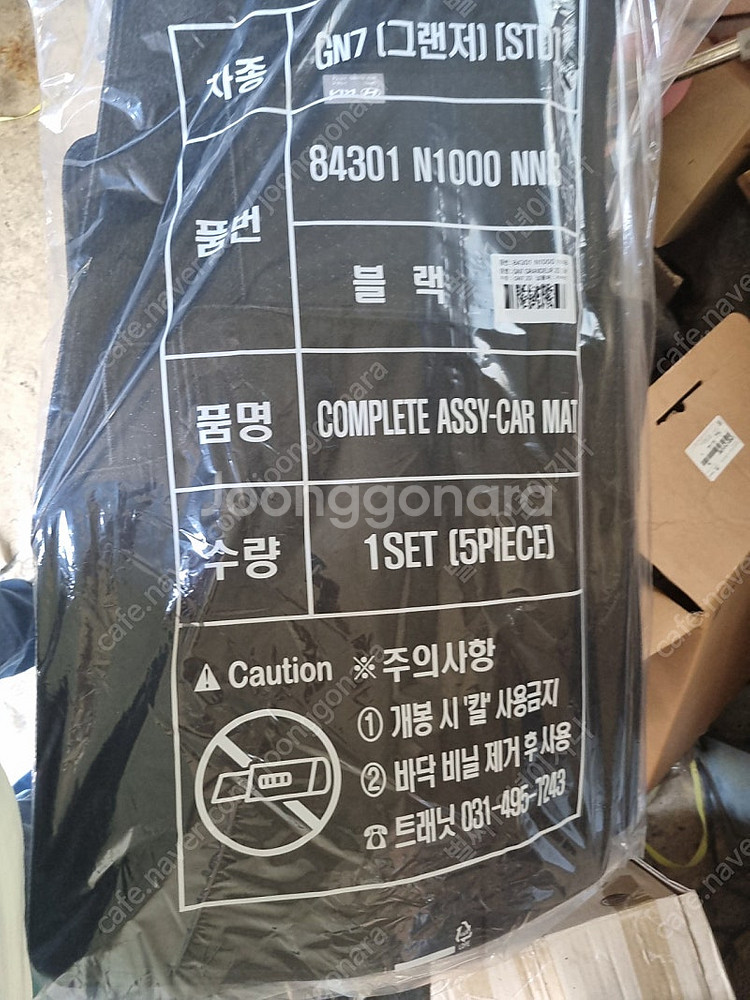 차종 GN7 (그랜저) [STD]
품번 84301 N1000 NNB
블랙
품명 COMPLETE ASSY-CAR MAT
수량 1SET (5PIECE)
Joonggonara
⚠ Caution ※주의사항
① 개봉 시 '칼' 사용금지
② 바닥 비닐 제거 후 사용
☎ 트래닛 031-495-7243